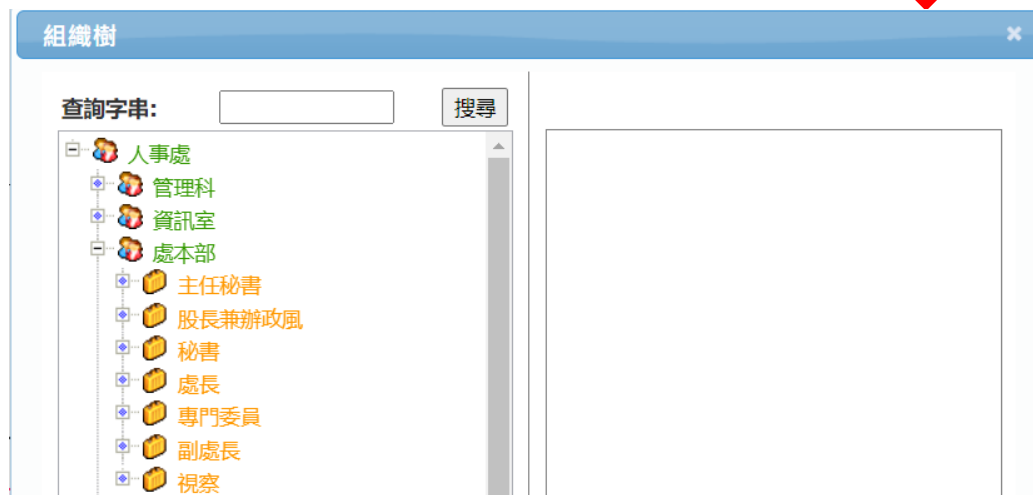 組織樹
查詢字串:
搜尋
人事處
管理科
資訊室
處本部
主任秘書
股長兼辦政風
秘書
處長
專門委員
副處長
視察